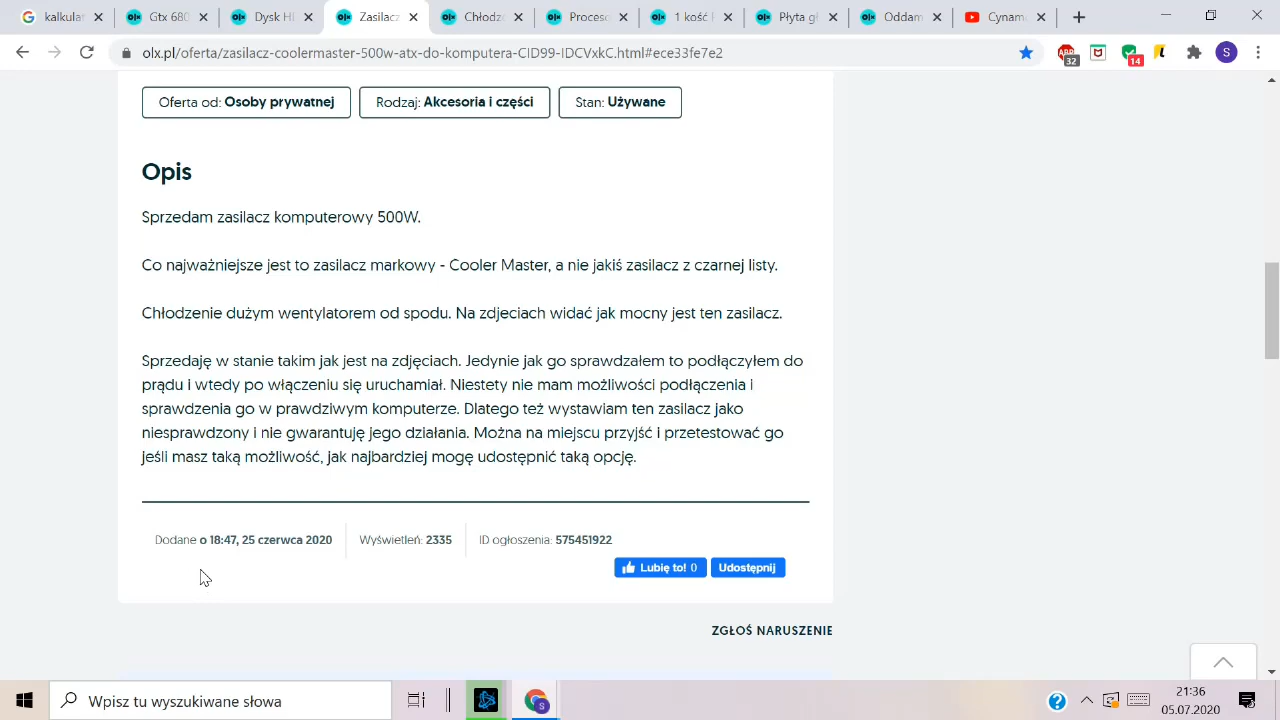 kalkula
Gtx 680
Dysk HD
Zasilacz
Chłodze
Proceso
1 kość R
Płyta gł
Oddam
Cynamo
olx.pl/oferta/zasilacz-coolermaster-500w-atx-do-komputera-CID99-IDCVxkC.html#ece33fe7e2
32
14
S
Oferta od: Osoby prywatnej
Rodzaj: Akcesoria i części
Stan: Używane
Opis
Sprzedam zasilacz komputerowy 500W.
Co najważniejsze jest to zasilacz markowy - Cooler Master, a nie jakiś zasilacz z czarnej listy.
Chłodzenie dużym wentylatorem od spodu. Na zdjeciach widać jak mocny jest ten zasilacz.
Sprzedaję w stanie takim jak jest na zdjęciach. Jedynie jak go sprawdzałem to podłączyłem do
prądu i wtedy po włączeniu się uruchamiał. Niestety nie mam możliwości podłączenia i
sprawdzenia go w prawdziwym komputerze. Dlatego też wystawiam ten zasilacz jako
niesprawdzony i nie gwarantuję jego działania. Można na miejscu przyjść i przetestować go
jeśli masz taką możliwość, jak najbardziej mogę udostępnić taką opcję.
Dodane o 18:47, 25 czerwca 2020
Wyświetleń: 2335
ID ogłoszenia: 575451922
Lubię to! 0
Udostępnij
ZGŁOŚ NARUSZENIE
Wpisz tu wyszukiwane słowa
21:36
05.07.2020